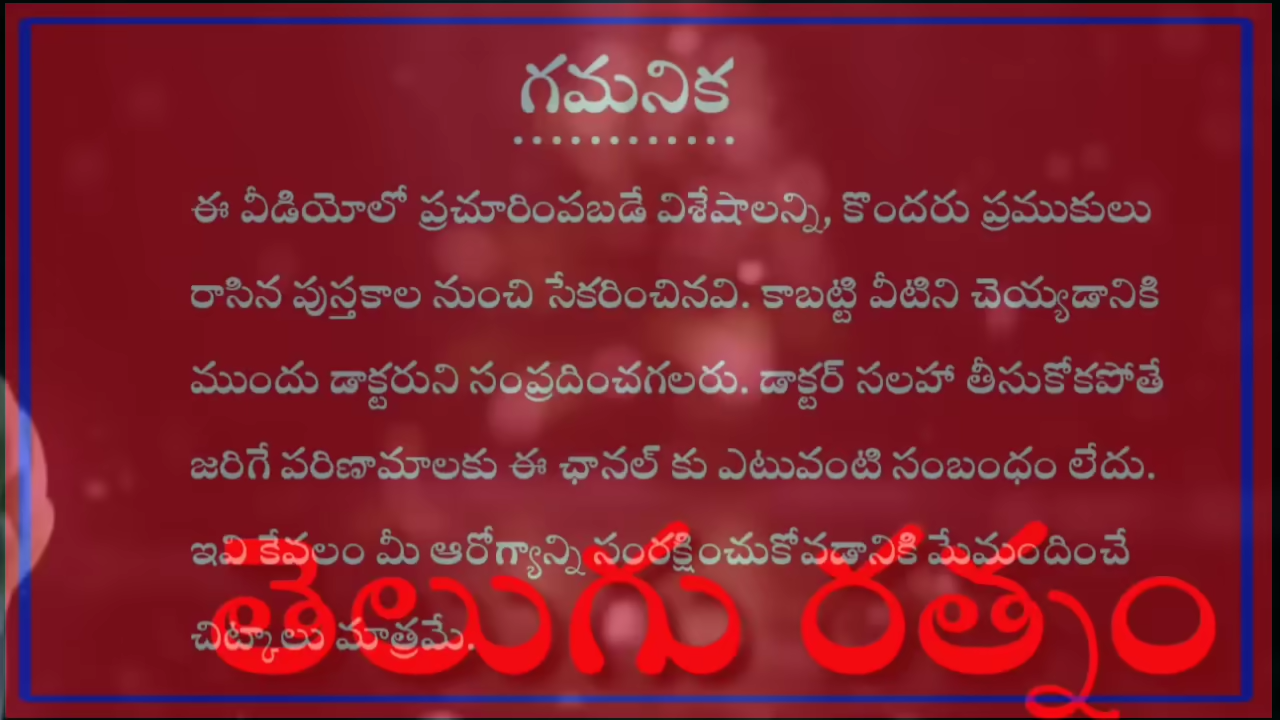 గమనిక
ఈ వీడియోలో ప్రచూరింపబడే విశేషాలన్ని, కొందరు ప్రముకులు
రాసిన పుస్తకాల నుంచి సేకరించినవి. కాబట్టి వీటిని చెయ్యడానికి
ముందు డాక్టరుని సంప్రదించగలరు. డాక్టర్ సలహా తీసుకోకపోతే
జరిగే పరిణామాలకు ఈ ఛానల్ కు ఎటువంటి సంబంధం లేదు.
ఇవి కేవలం మీ ఆరోగ్యాన్ని సంరక్షించుకోవడానికి మేమందించే
చిట్కాలు మాత్రమే.
తెలుగు రత్నం